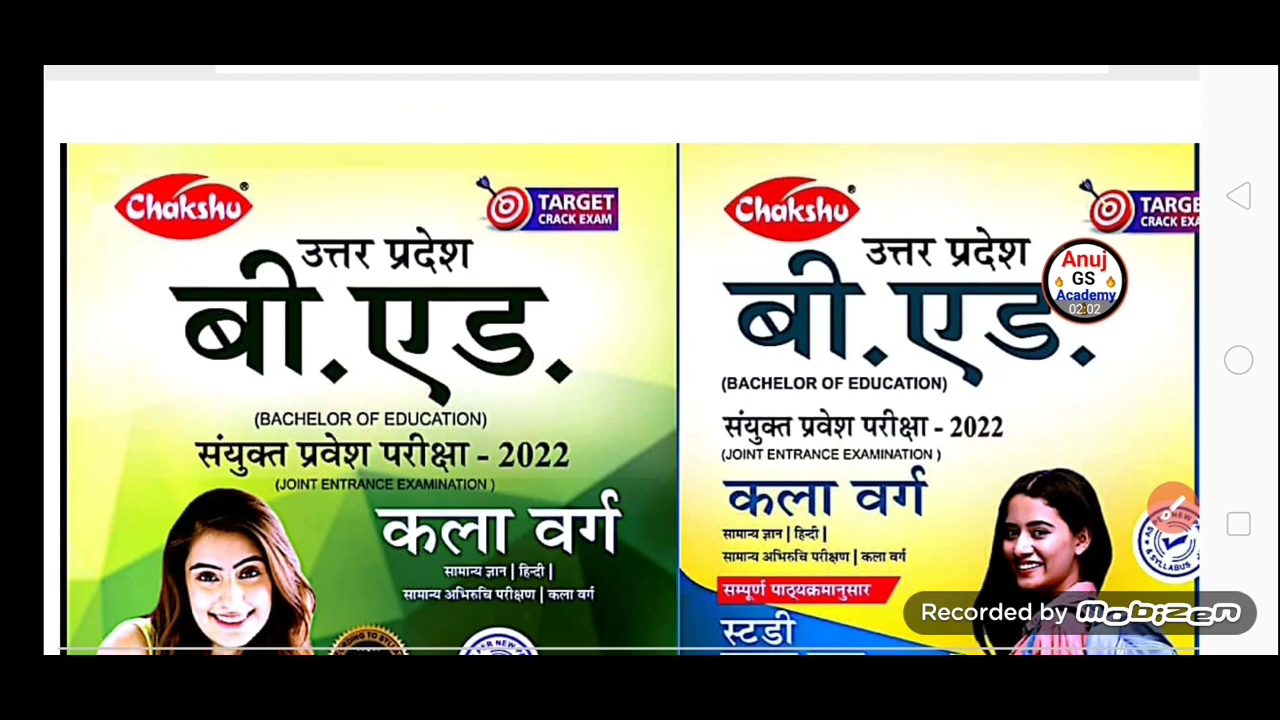 Chakshu ®
TARGET
CRACK EXAM
उत्तर प्रदेश
बी.एड.
(BACHELOR OF EDUCATION)
संयुक्त प्रवेश परीक्षा - 2022
(JOINT ENTRANCE EXAMINATION )
कला वर्ग
सामान्य ज्ञान | हिन्दी |
सामान्य अभिरुचि परीक्षण | कला वर्ग
Chakshu ®
TARGE
CRACK EXA
उत्तर प्रदेश
बी.एड.
(BACHELOR OF EDUCATION)
संयुक्त प्रवेश परीक्षा - 2022
(JOINT ENTRANCE EXAMINATION )
कला वर्ग
सामान्य ज्ञान | हिन्दी |
सामान्य अभिरुचि परीक्षण | कला वर्ग
सम्पूर्ण पाठ्यक्रमानुसार
स्टडी
Anuj
GS
Academy
02:02
Recorded by Mobizen